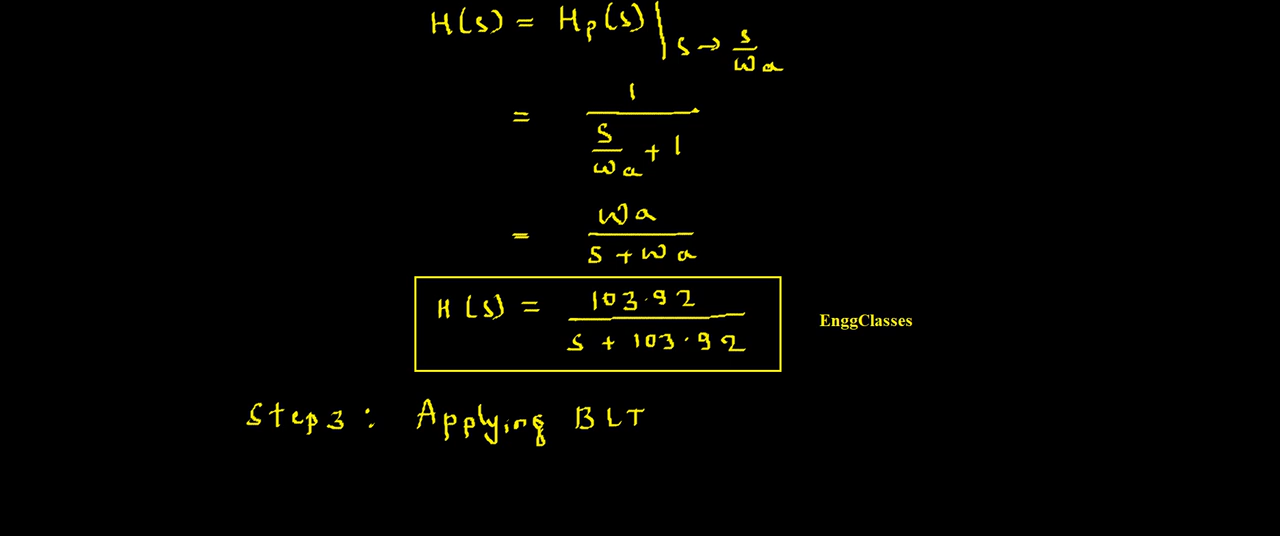 H(s) = Hp(s) | s → s/ωa
= 1 / (s/ωa + 1)
= ωa / (s + ωa)
H(s) = 103.92 / (s + 103.92)
EnggClasses
Step 3 : Applying BLT